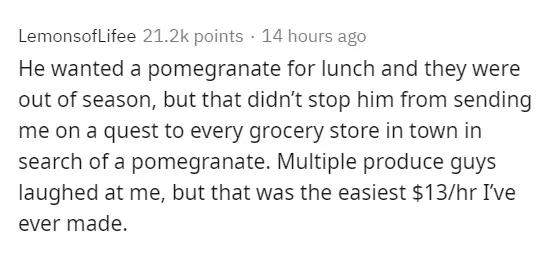 LemonsofLifee 21.2k points · 14 hours ago
He wanted a pomegranate for lunch and they were
out of season, but that didn’t stop him from sending
me on a quest to every grocery store in town in
search of a pomegranate. Multiple produce guys
laughed at me, but that was the easiest $13/hr I’ve
ever made.